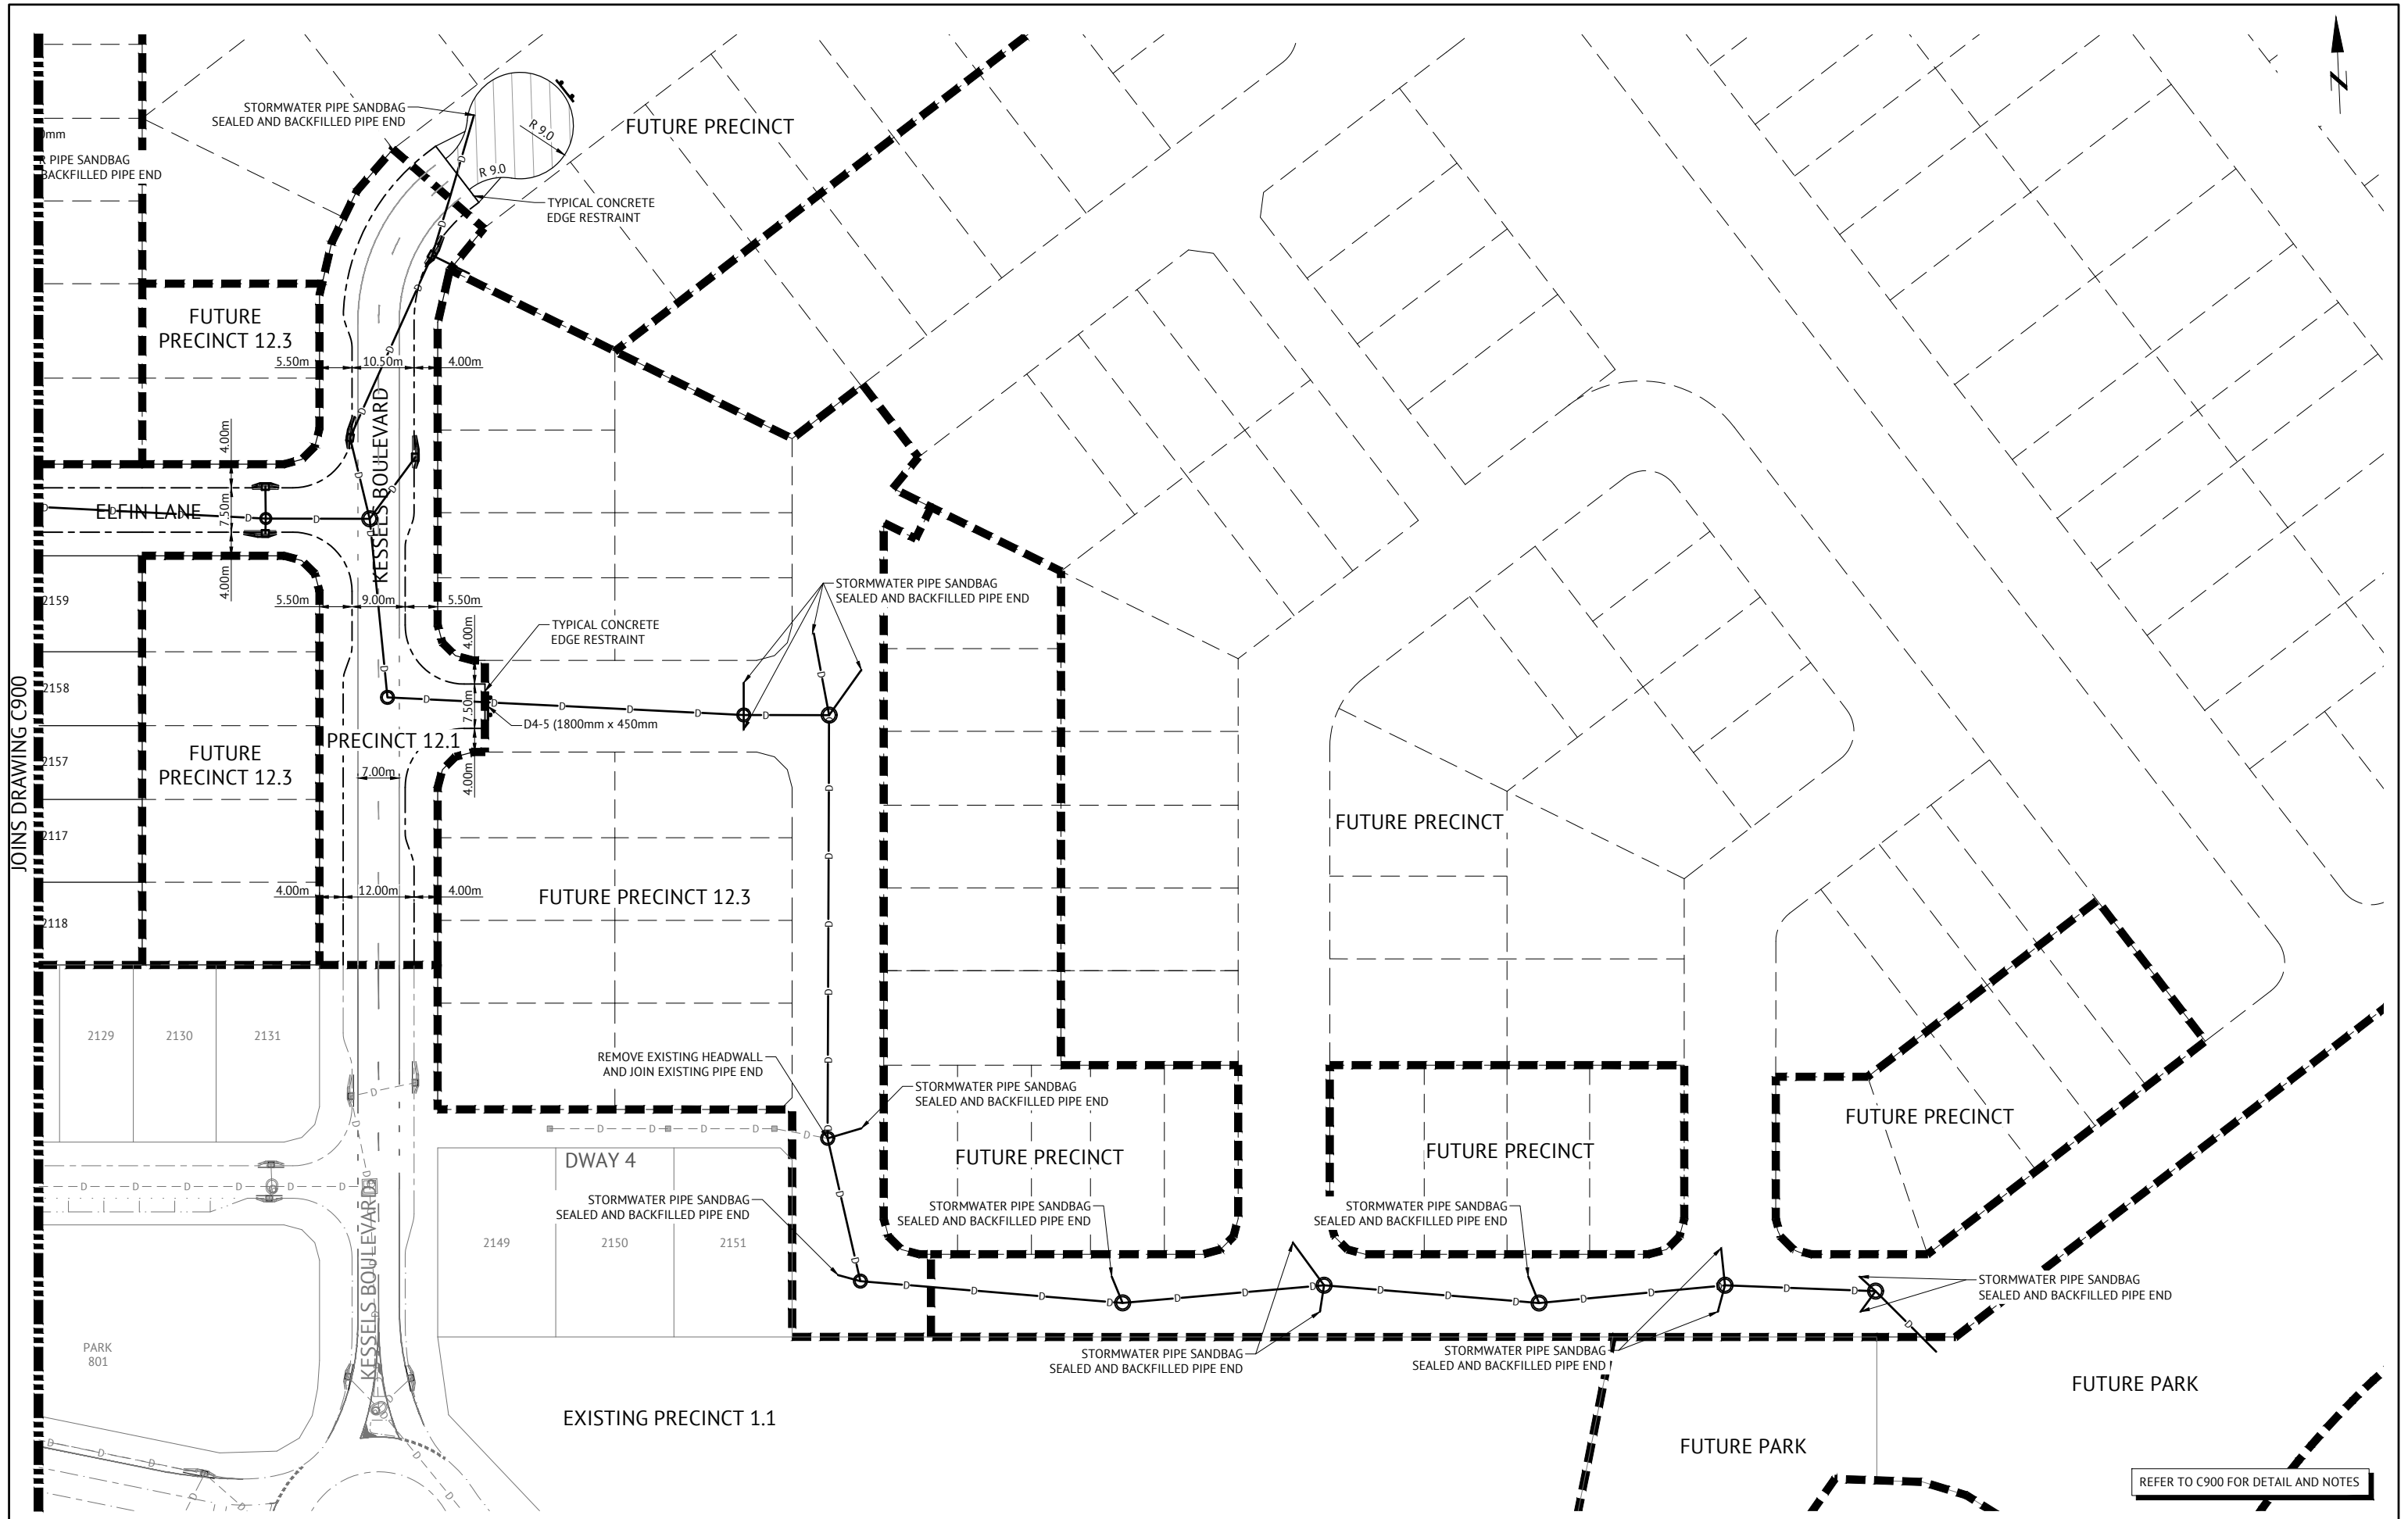 STORMWATER PIPE SANDBAG
SEALED AND BACKFILLED PIPE END
R 9.0
R 9.0
FUTURE PRECINCT
N
0mm
R PIPE SANDBAG
BACKFILLED PIPE END
TYPICAL CONCRETE
EDGE RESTRAINT
FUTURE
PRECINCT 12.3
5.50m
10.50m
4.00m
KESSELS BOULEVARD
4.00m
7.50m
4.00m
ELFIN LANE
5.50m
9.00m
5.50m
2159
2158
2157
2117
2118
JOINS DRAWING C900
STORMWATER PIPE SANDBAG
SEALED AND BACKFILLED PIPE END
TYPICAL CONCRETE
EDGE RESTRAINT
4.00m
7.50m
4.00m
D4-5 (1800mm x 450mm
PRECINCT 12.1
FUTURE
PRECINCT 12.3
7.00m
4.00m
12.00m
4.00m
FUTURE PRECINCT 12.3
FUTURE PRECINCT
2129
2130
2131
REMOVE EXISTING HEADWALL
AND JOIN EXISTING PIPE END
STORMWATER PIPE SANDBAG
SEALED AND BACKFILLED PIPE END
FUTURE PRECINCT
FUTURE PRECINCT
FUTURE PRECINCT
DWAY 4
STORMWATER PIPE SANDBAG
SEALED AND BACKFILLED PIPE END
STORMWATER PIPE SANDBAG
SEALED AND BACKFILLED PIPE END
STORMWATER PIPE SANDBAG
SEALED AND BACKFILLED PIPE END
2149
2150
2151
KESSELS BOULEVARD
STORMWATER PIPE SANDBAG
SEALED AND BACKFILLED PIPE END
STORMWATER PIPE SANDBAG
SEALED AND BACKFILLED PIPE END
STORMWATER PIPE SANDBAG
SEALED AND BACKFILLED PIPE END
PARK
801
EXISTING PRECINCT 1.1
FUTURE PARK
FUTURE PARK
REFER TO C900 FOR DETAIL AND NOTES